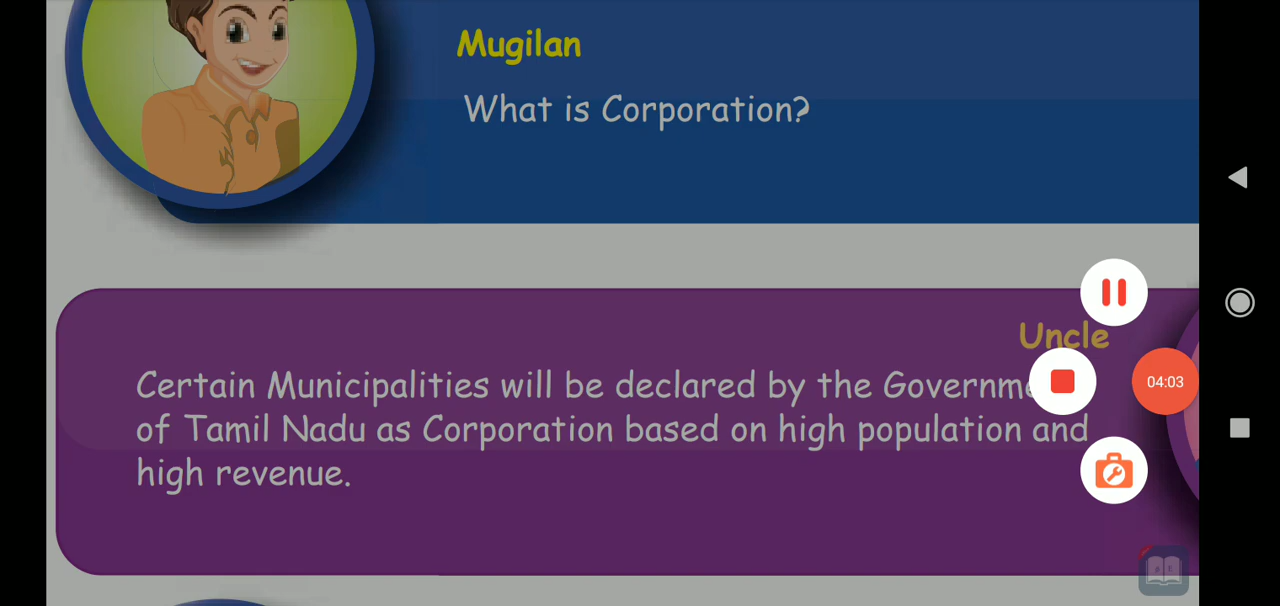 Mugilan
What is Corporation?
Uncle
Certain Municipalities will be declared by the
of Tamil Nadu as Corporation based on high population and
high revenue.
04:03